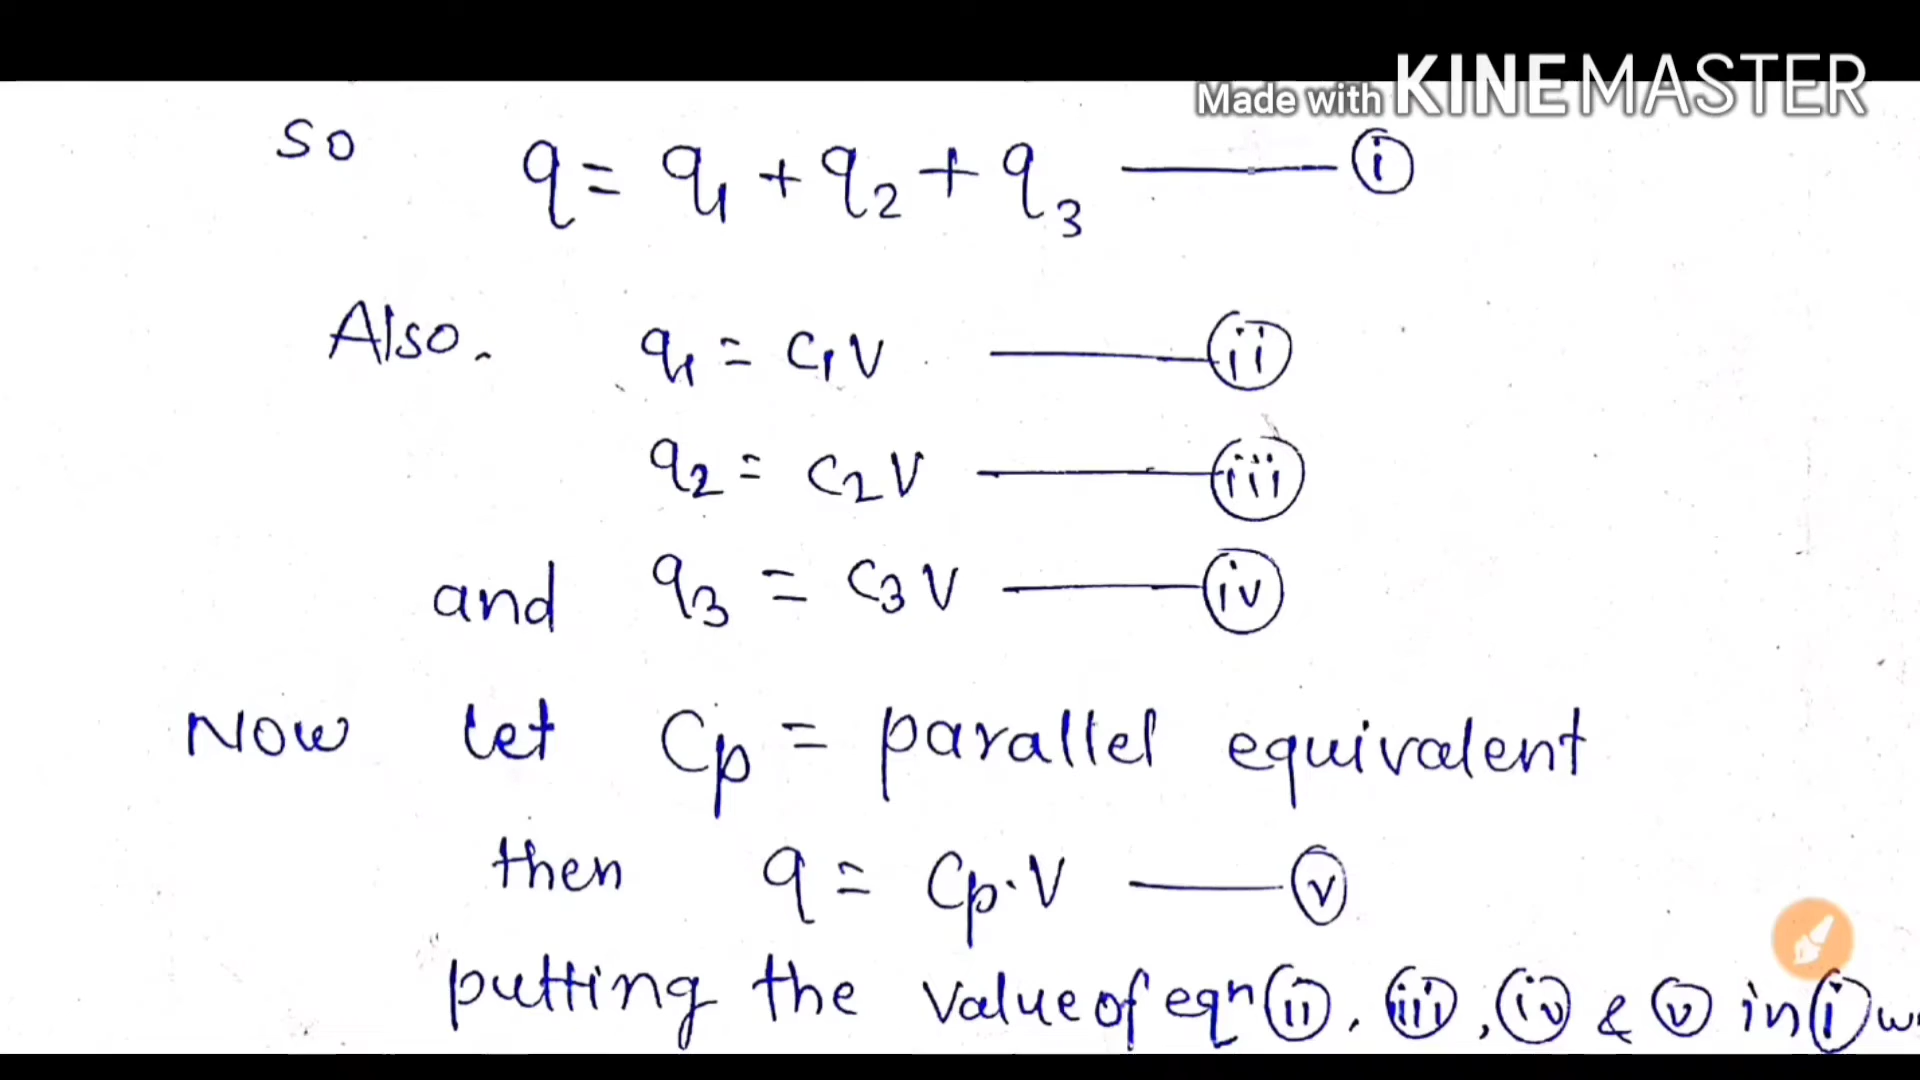 Made with KINEMASTER
so q = q1 + q2 + q3 —— (i)
Also. q1 = C1V —— (ii)
q2 = C2V —— (iii)
and q3 = C3V —— (iv)
Now let Cp = parallel equivalent
then q = Cp.V —— (v)
putting the value of eqn (ii), (iii), (iv) & (v) in (i)